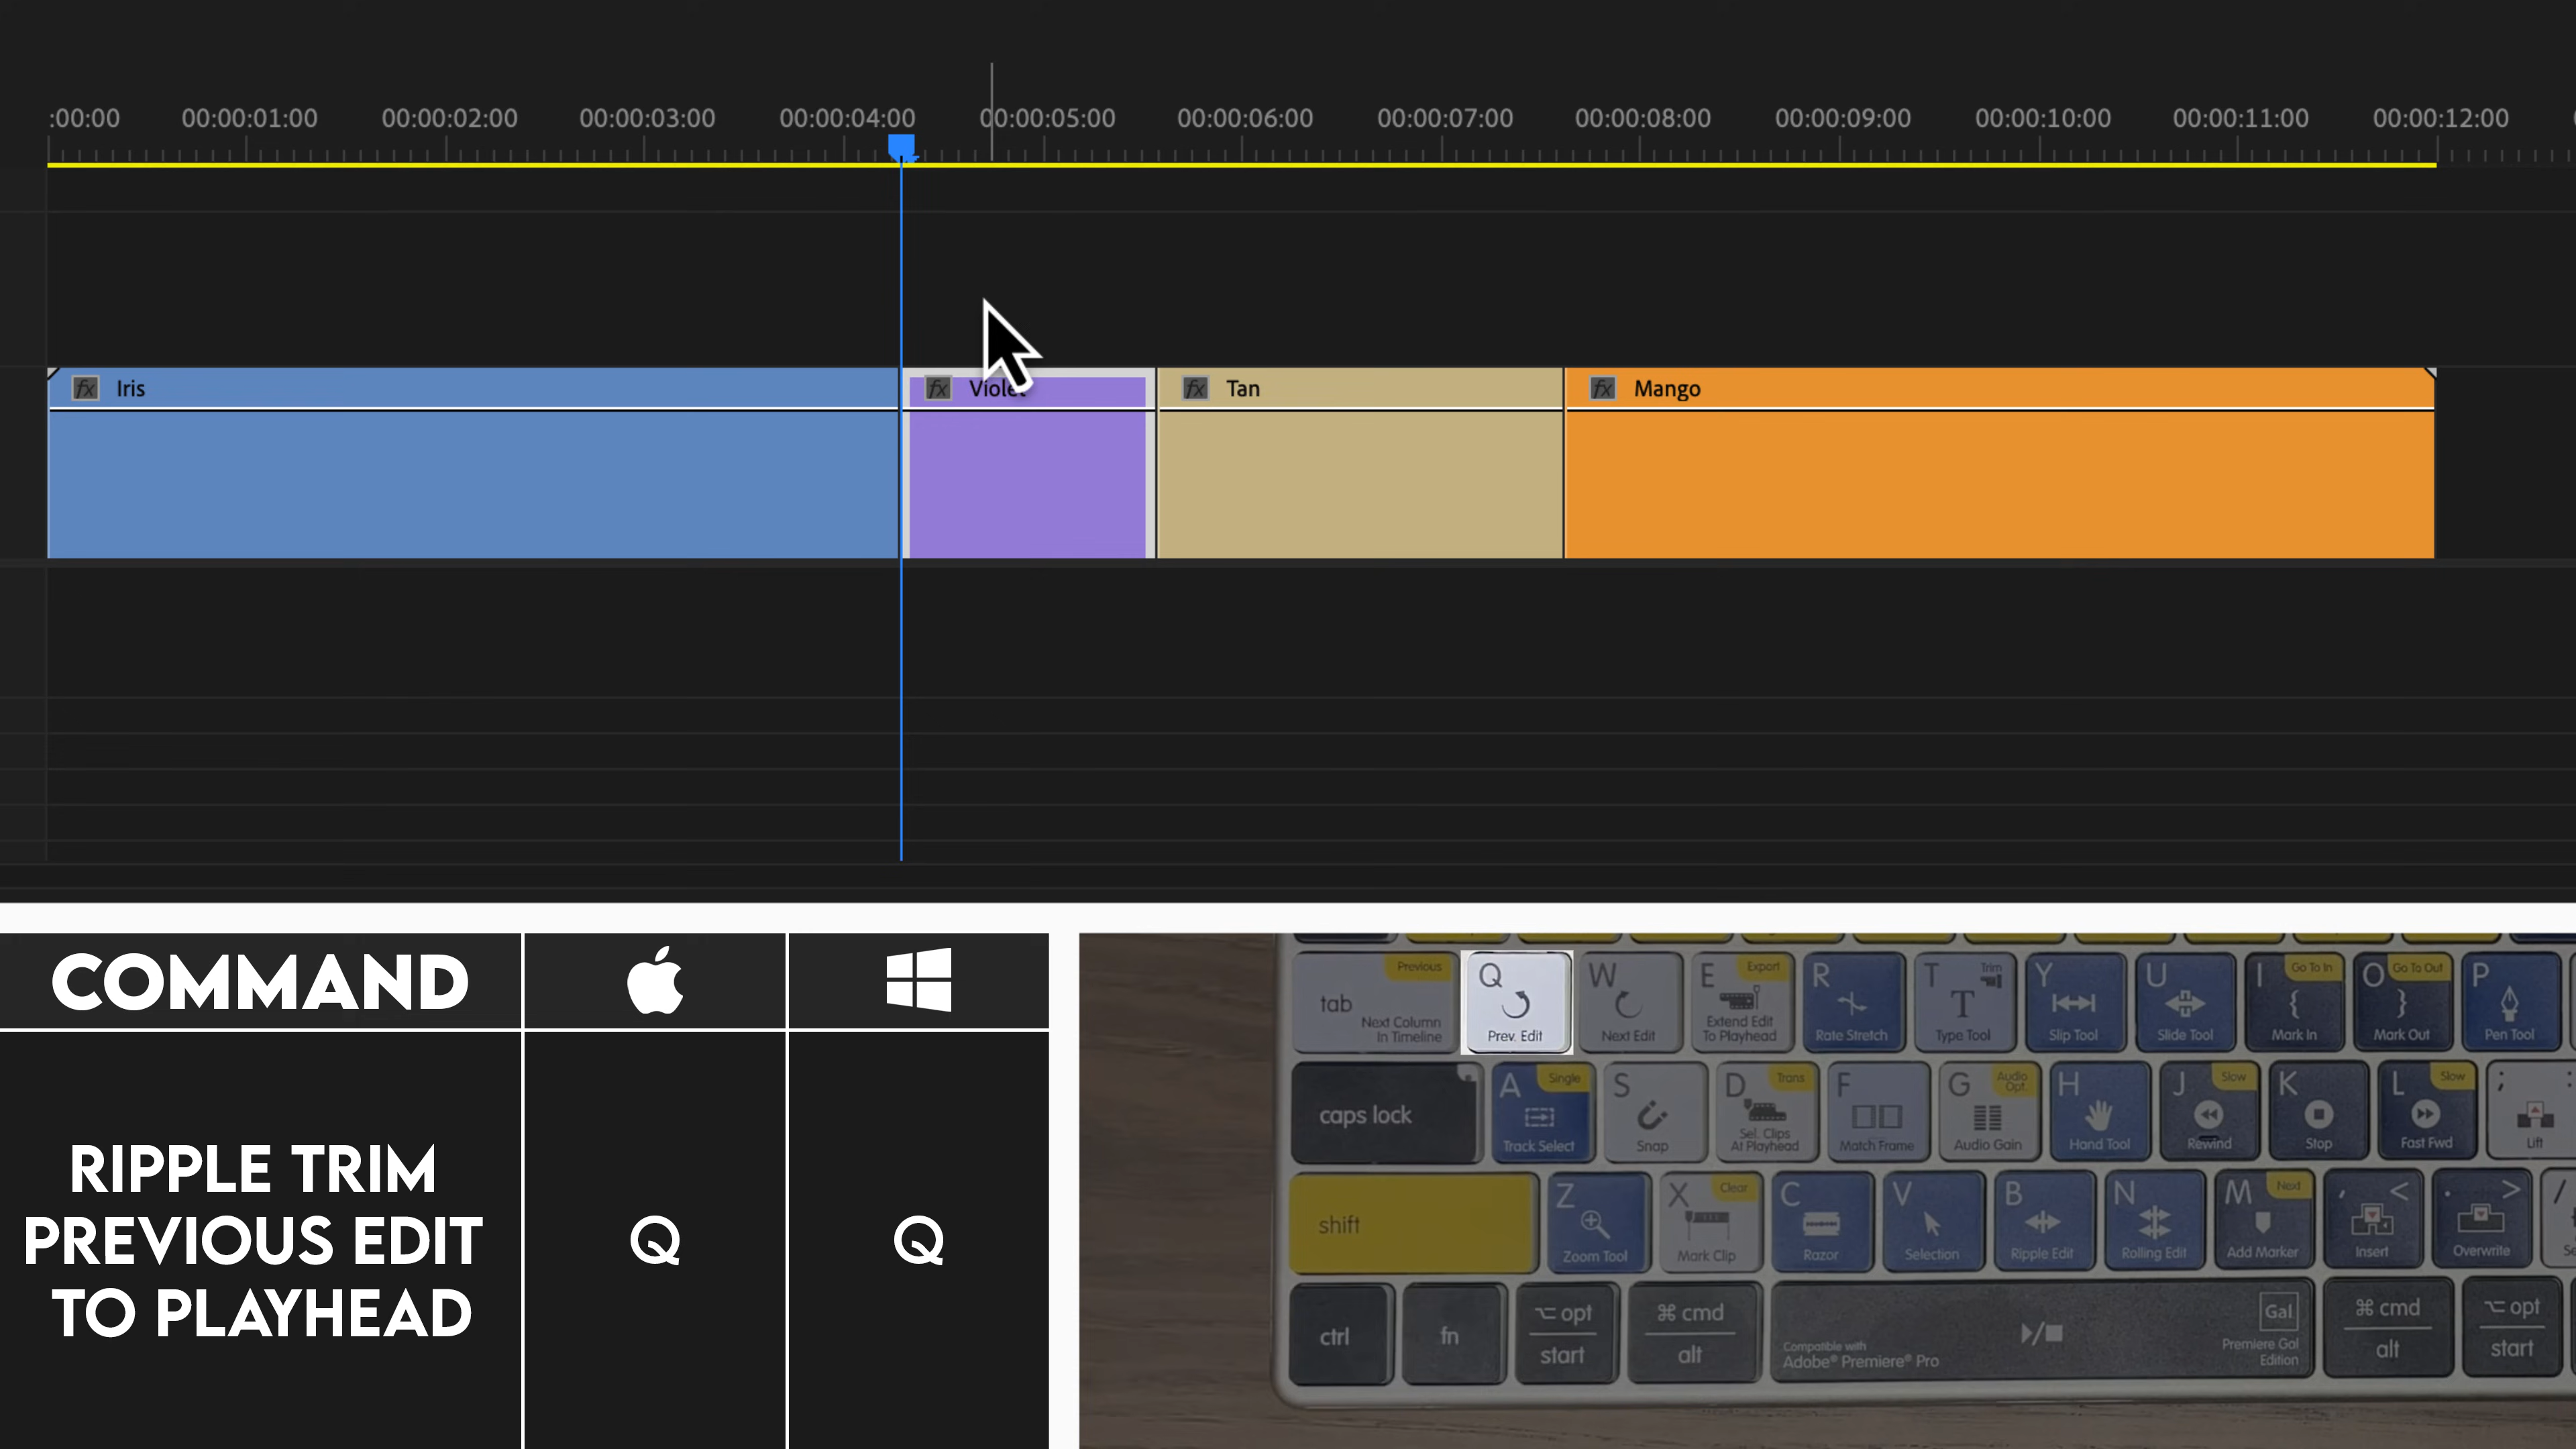 :00:00 00:00:01:00 00:00:02:00 00:00:03:00 00:00:04:00 00:00:05:00 00:00:06:00 00:00:07:00 00:00:08:00 00:00:09:00 00:00:10:00 00:00:11:00 00:00:12:00
fx Iris fx Violet fx Tan fx Mango
COMMAND
RIPPLE TRIM
PREVIOUS EDIT
TO PLAYHEAD
Q Q
Previous Export Trim Go To In Go To Out
tab Q W E R T Y U I O P
Next Column
In Timeline
Prev. Edit Next Edit Extend Edit
To Playhead
Rate Stretch Type Tool Slip Tool Slide Tool Mark In Mark Out Pen Tool
Single Trans Audio
Opt.
Slow Slow
caps lock A S D F G H J K L ; :
Track Select Snap Sel. Clips
At Playhead
Match Frame Audio Gain Hand Tool Rewind Stop Fast Fwd Lift
Clear Next
shift Z X C V B N M , < . > /
Zoom Tool Mark Clip Razor Selection Ripple Edit Rolling Edit Add Marker Insert Overwrite
ctrl fn ⌥ opt ⌘ cmd Gal ⌘ cmd ⌥ opt
start alt alt start
Compatible with
Adobe® Premiere® Pro
Premiere Gal
Edition